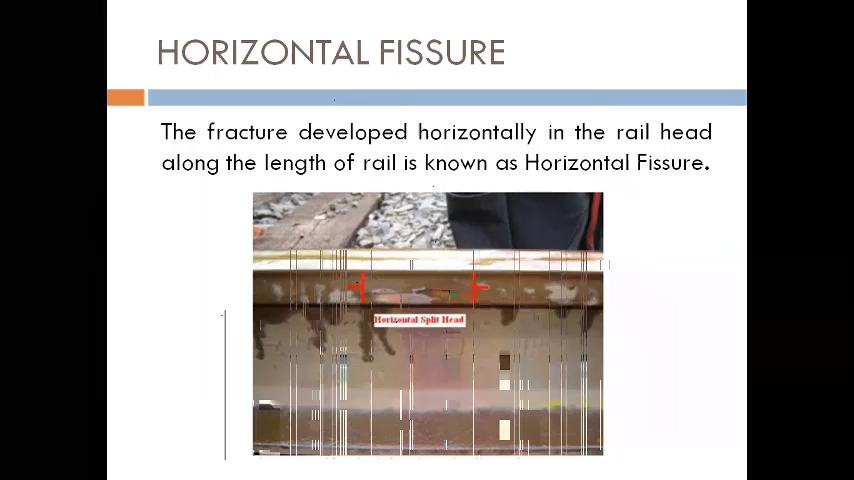 HORIZONTAL FISSURE
The fracture developed horizontally in the rail head
along the length of rail is known as Horizontal Fissure.
Horizontal Split Head